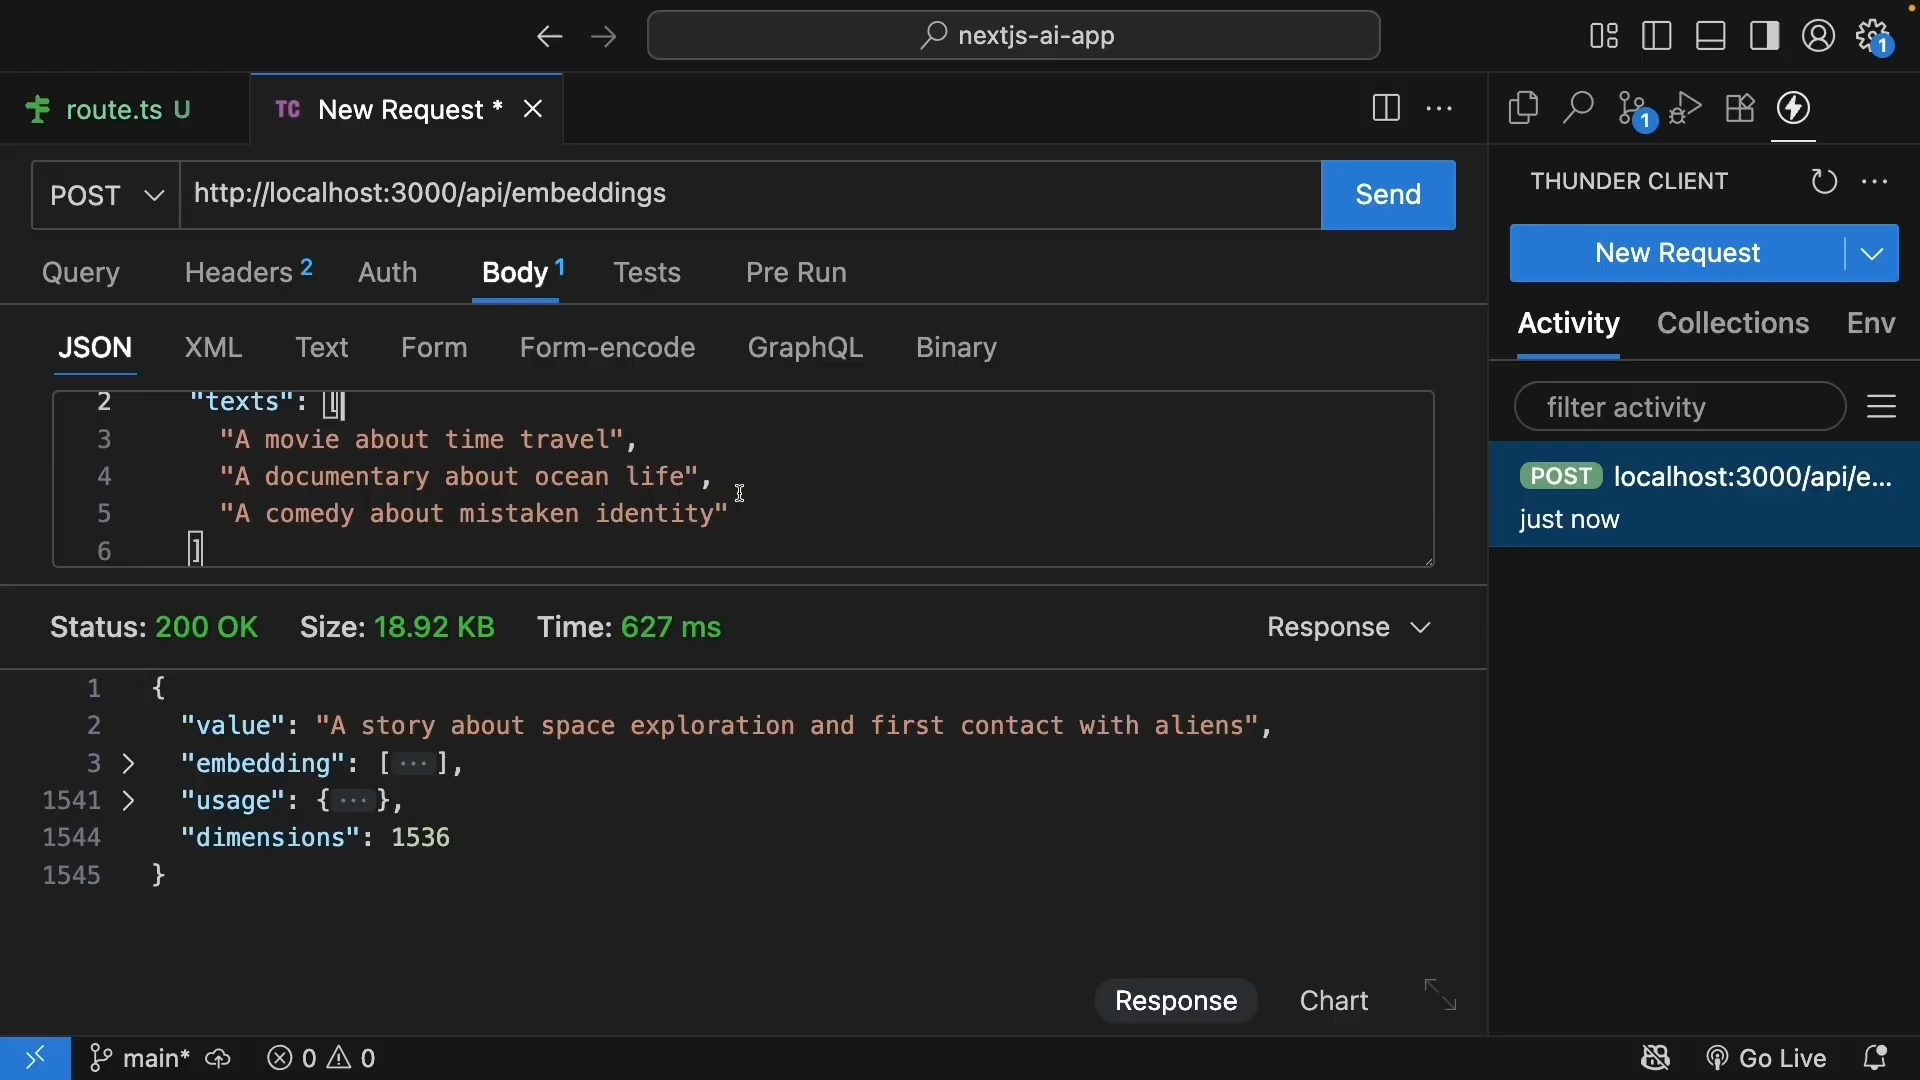 nextjs-ai-app
1
route.ts U
TC New Request *
1
POST http://localhost:3000/api/embeddings Send
THUNDER CLIENT
New Request
Query Headers 2 Auth Body 1 Tests Pre Run
Activity Collections Env
JSON XML Text Form Form-encode GraphQL Binary
filter activity
2 "texts": [
3 "A movie about time travel",
4 "A documentary about ocean life",
5 "A comedy about mistaken identity"
6 ]
POST localhost:3000/api/e...
just now
Status: 200 OK Size: 18.92 KB Time: 627 ms Response
1 {
2 "value": "A story about space exploration and first contact with aliens",
3 "embedding": [...],
1541 "usage": {...},
1544 "dimensions": 1536
1545 }
Response Chart
main* 0 0 Go Live